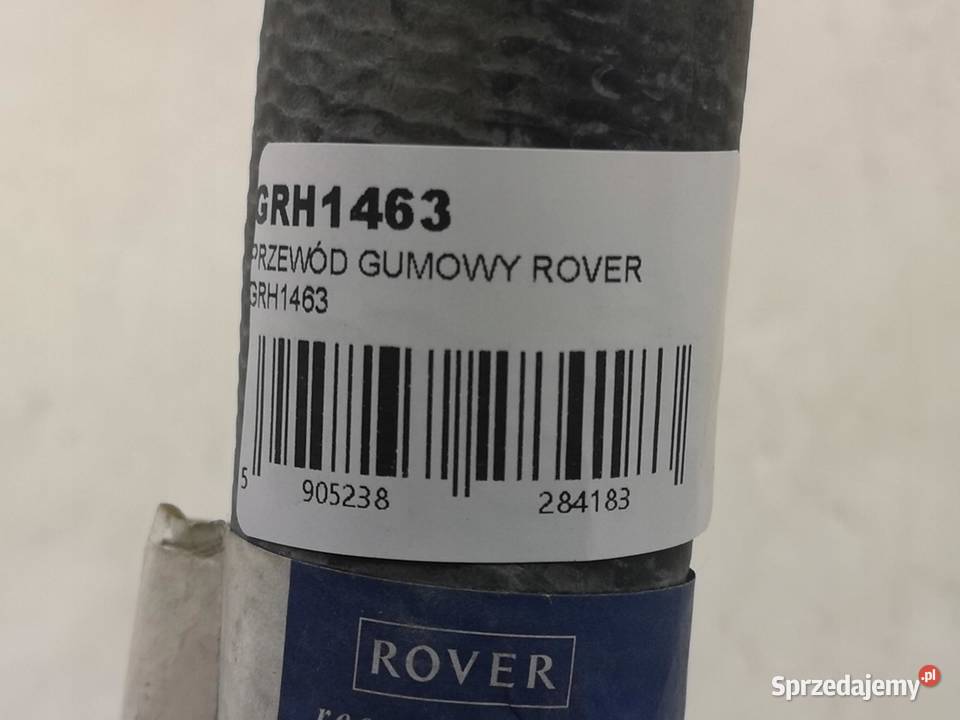 GRH1463
PRZEWÓD GUMOWY ROVER
GRH1463
5 905238 284183
ROVER
Sprzedajemy.pl